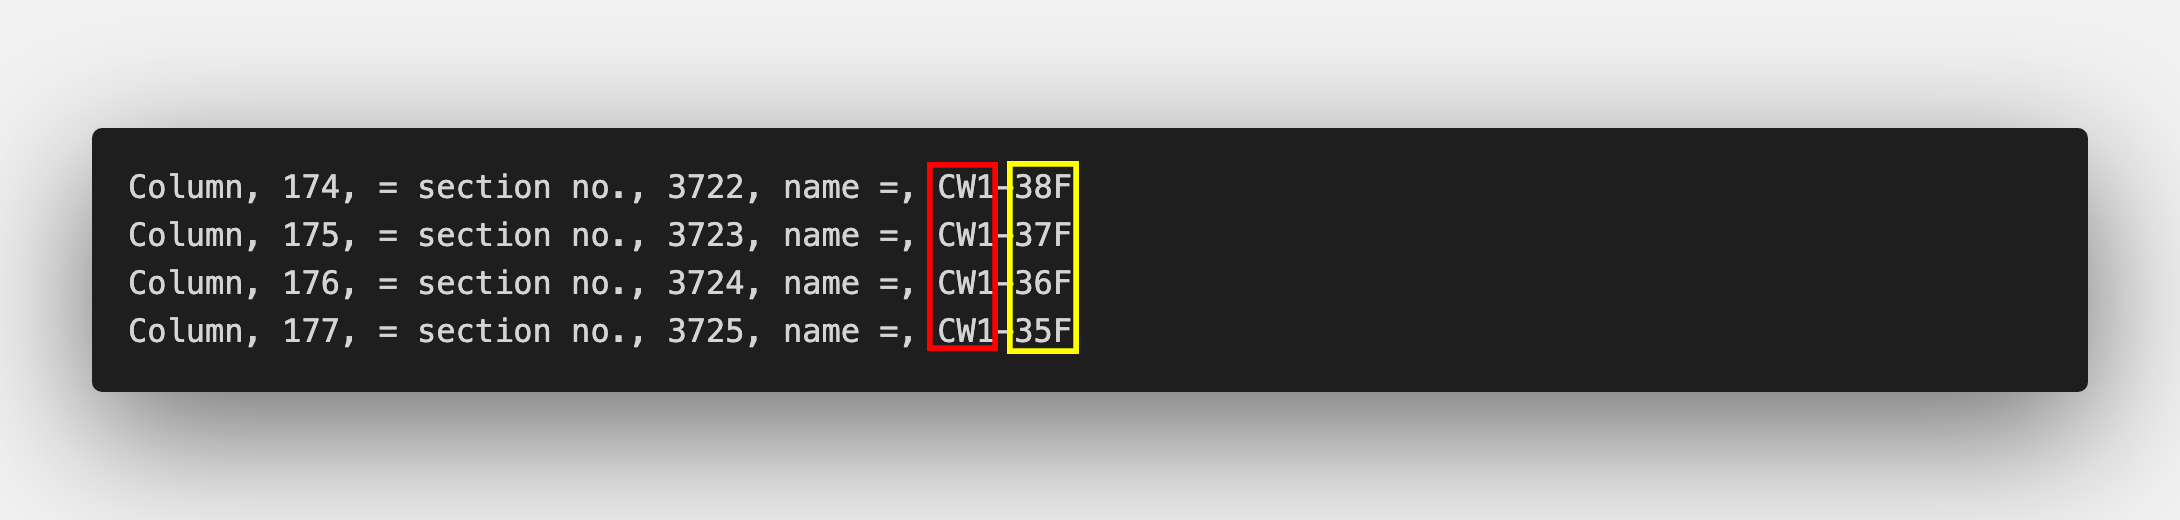 Column, 174, = section no., 3722, name =, CW1-38F
Column, 175, = section no., 3723, name =, CW1-37F
Column, 176, = section no., 3724, name =, CW1-36F
Column, 177, = section no., 3725, name =, CW1-35F